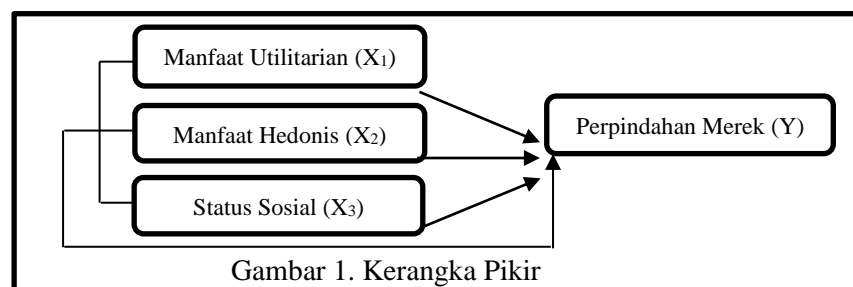 Manfaat Utilitarian (X₁)
Manfaat Hedonis (X₂)
Perpindahan Merek (Y)
Status Sosial (X₃)
Gambar 1. Kerangka Pikir